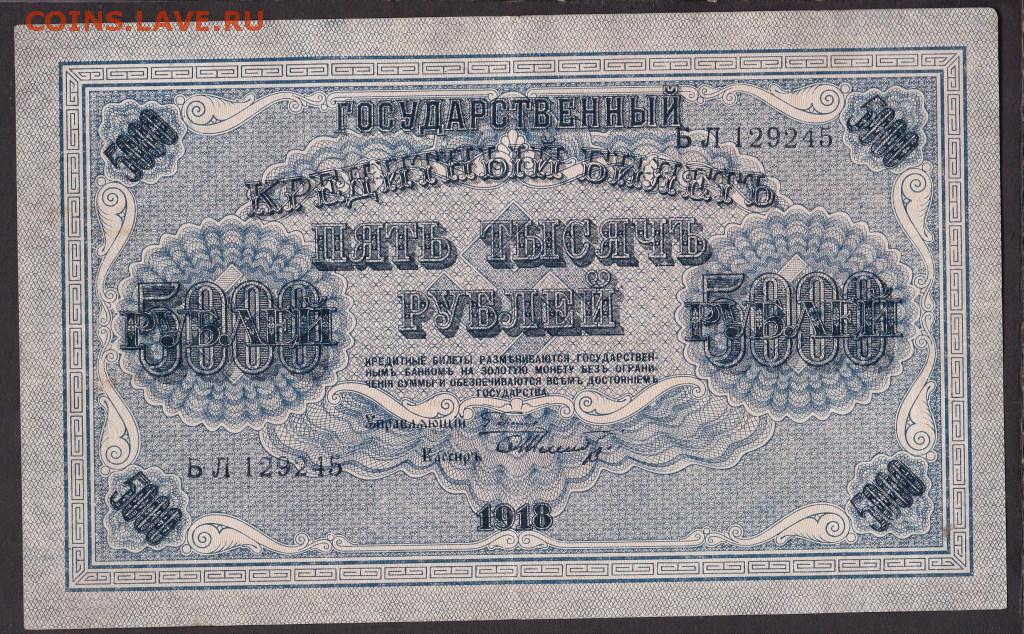 COINS.LAVE.RU
5000
5000
ГОСУДАРСТВЕННЫЙ
БЛ 129245
КРЕДИТНЫЙ БИЛЕТЪ
ПЯТЬ ТЫСЯЧЪ
РУБЛЕЙ
5000
РУБЛЕЙ
5000
РУБЛЕЙ
КРЕДИТНЫЕ БИЛЕТЫ РАЗМѢНИВАЮТСЯ ГОСУДАРСТВЕН-
НЫМЪ БАНКОМЪ НА ЗОЛОТУЮ МОНЕТУ БЕЗЪ ОГРАНИ-
ЧЕНІЯ СУММЫ И ОБЕЗПЕЧИВАЮТСЯ ВСѢМЪ ДОСТОЯНІЕМЪ
ГОСУДАРСТВА.
Управляющій
Кассиръ
БЛ 129245
5000
5000
1918